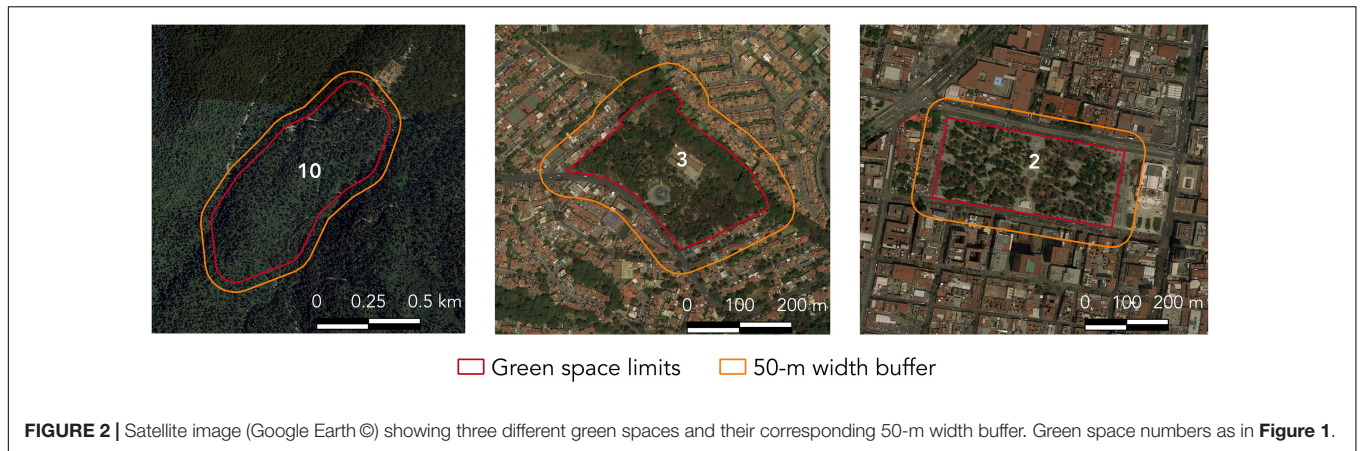 10
3
2
0 0.25 0.5 km
0 100 200 m
0 100 200 m
Green space limits 50-m width buffer
FIGURE 2 | Satellite image (Google Earth ©) showing three different green spaces and their corresponding 50-m width buffer. Green space numbers as in Figure 1.